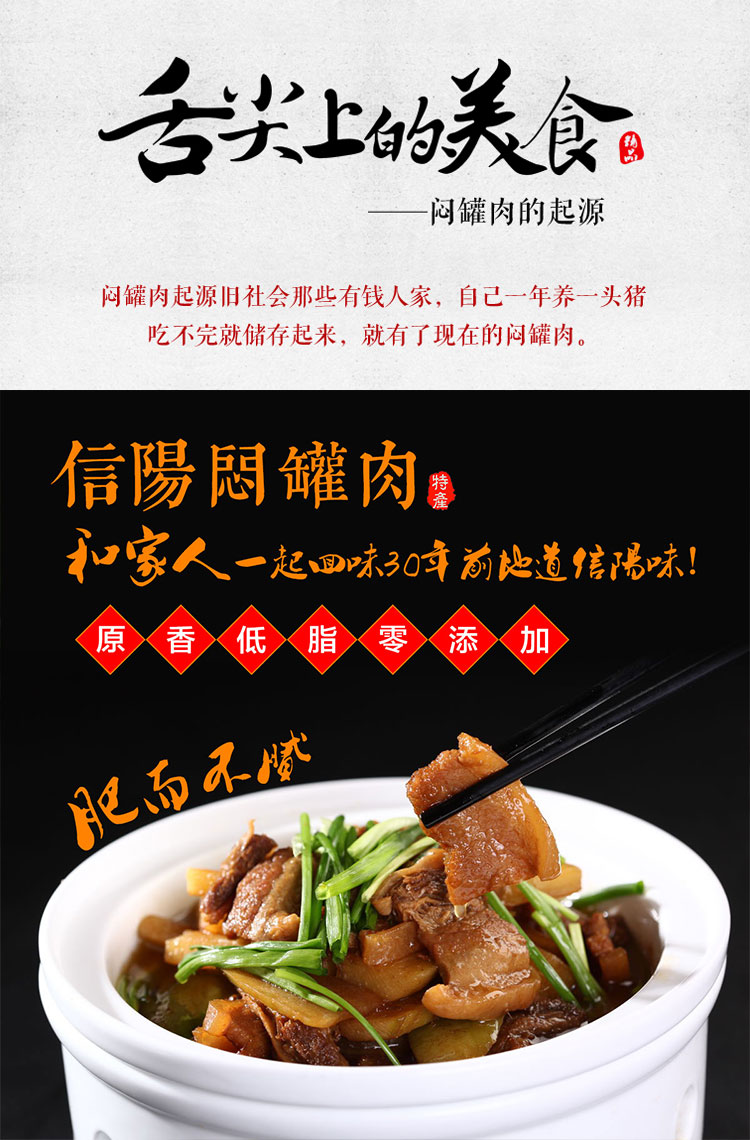 舌尖上的美食
精品
——闷罐肉的起源
闷罐肉起源旧社会那些有钱人家，自己一年养一头猪
吃不完就储存起来，就有了现在的闷罐肉。
信陽悶罐肉
特產
和家人一起回味30年前地道信陽味!
原香低脂零添加
肥而不腻